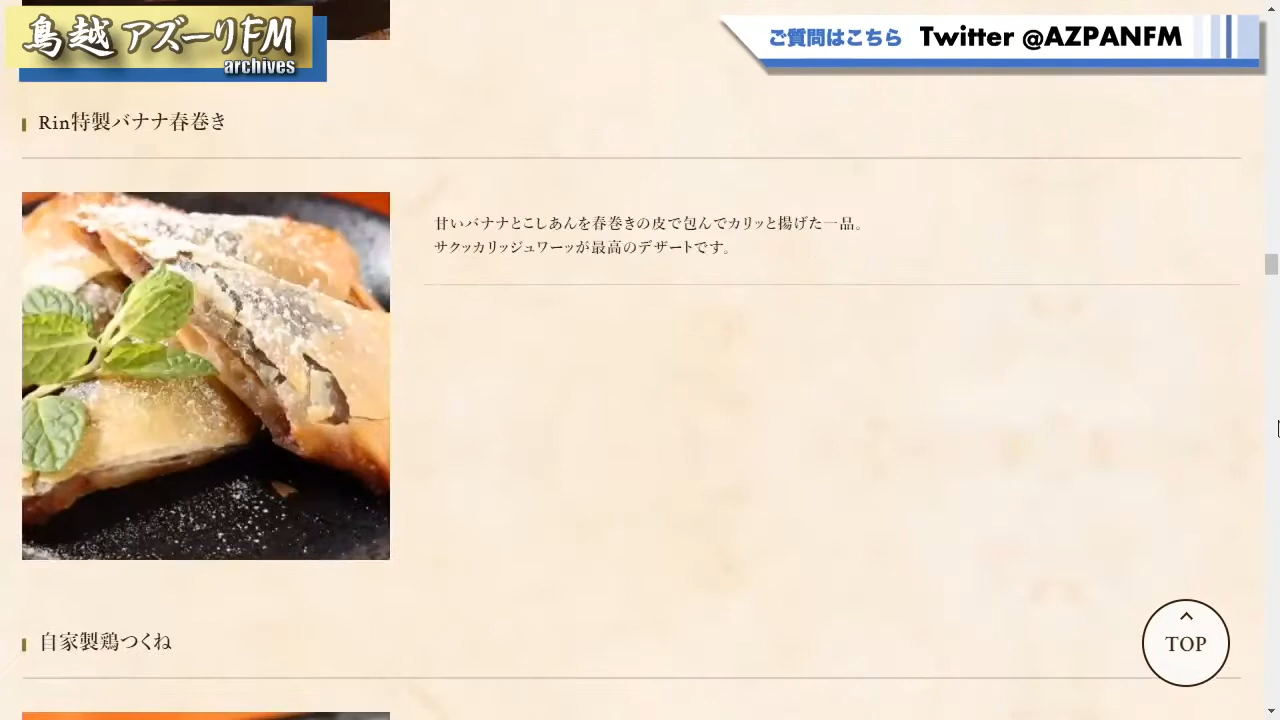 鳥越アズーリFM
archives
ご質問はこちら Twitter @AZPANFM
Rin特製バナナ春巻き
甘いバナナとこしあんを春巻きの皮で包んでカリッと揚げた一品。
サクッカリッジュワーッが最高のデザートです。
TOP
自家製鶏つくね